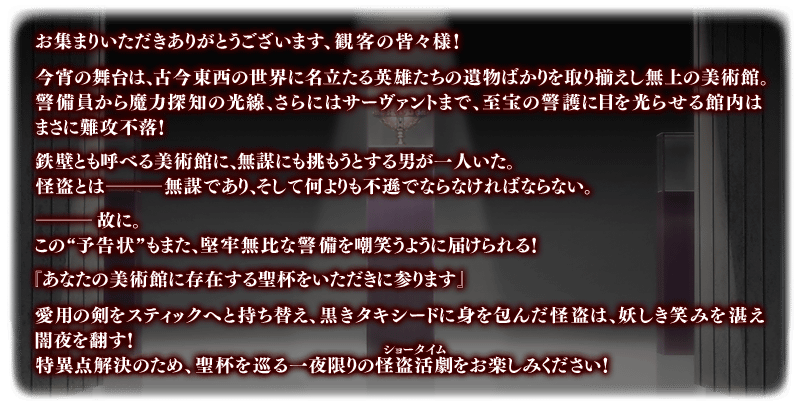 お集まりいただきありがとうございます、観客の皆々様！
今宵の舞台は、古今東西の世界に名立たる英雄たちの遺物ばかりを取り揃えし無上の美術館。
警備員から魔力探知の光線、さらにはサーヴァントまで、至宝の警護に目を光らせる館内は
まさに難攻不落！
鉄壁とも呼べる美術館に、無謀にも挑もうとする男が一人いた。
怪盗とは―――無謀であり、そして何よりも不遜でならなければならない。
―――故に。
この“予告状”もまた、堅牢無比な警備を嘲笑うように届けられる！
『あなたの美術館に存在する聖杯をいただきに参ります』
愛用の剣をスティックへと持ち替え、黒きタキシードに身を包んだ怪盗は、妖しき笑みを湛え
闇夜を翻す！
ショータイム
特異点解決のため、聖杯を巡る一夜限りの怪盗活劇をお楽しみください！